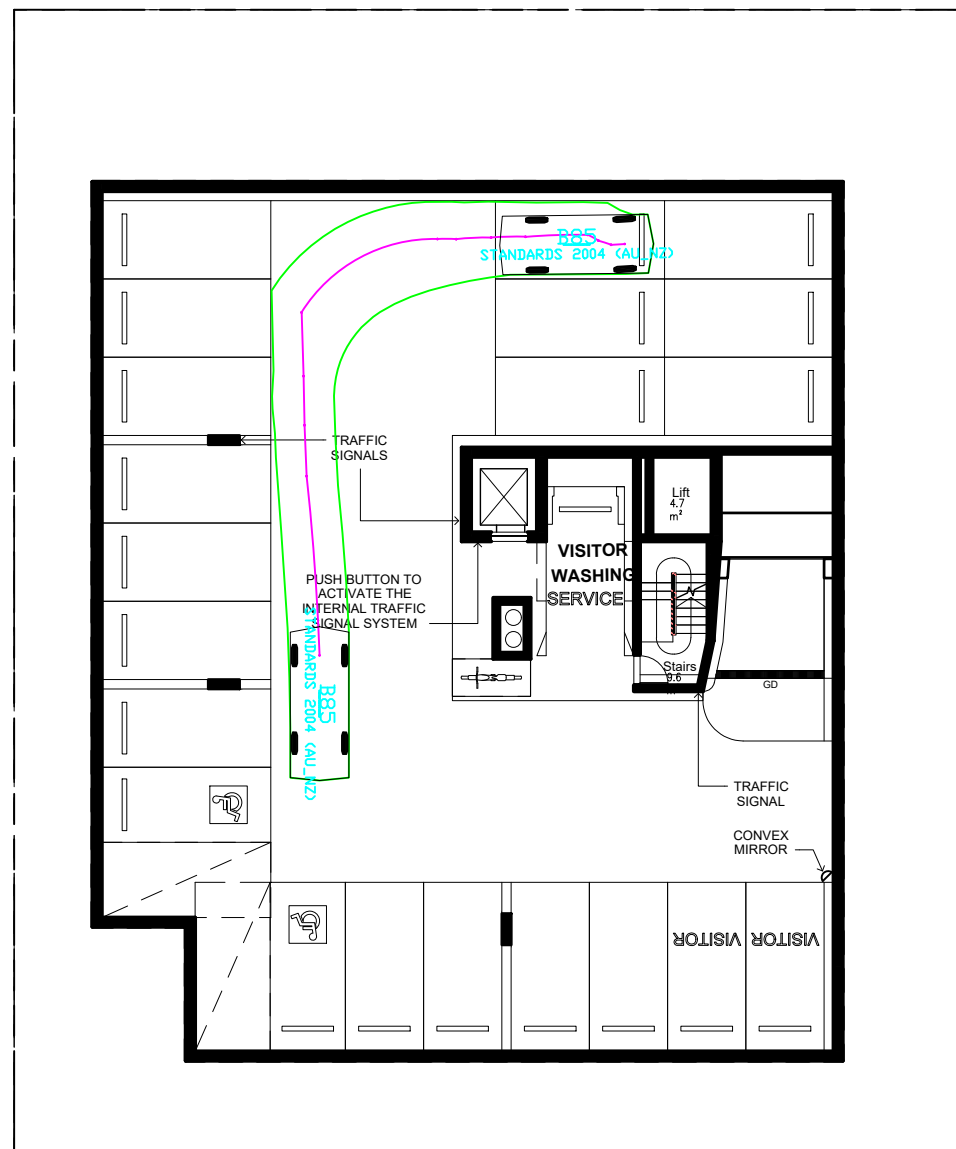 B85
STANDARDS 2004 (AU_NZ)
TRAFFIC
SIGNALS
Lift
4.7
m²
VISITOR
WASHING
SERVICE
PUSH BUTTON TO
ACTIVATE THE
INTERNAL TRAFFIC
SIGNAL SYSTEM
B85
STANDARDS 2004 (AU_NZ)
Stairs
9.6
GD
TRAFFIC
SIGNAL
CONVEX
MIRROR
VISITOR
VISITOR